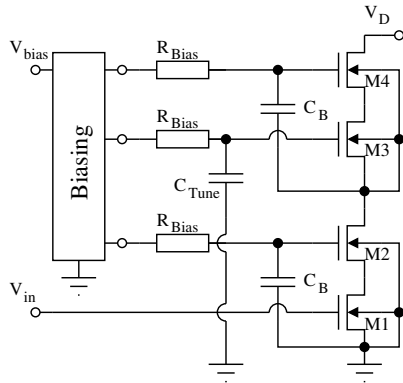 V_D
V_bias
R_Bias
M4
C_B
R_Bias
M3
Biasing
C_Tune
R_Bias
M2
C_B
V_in
M1